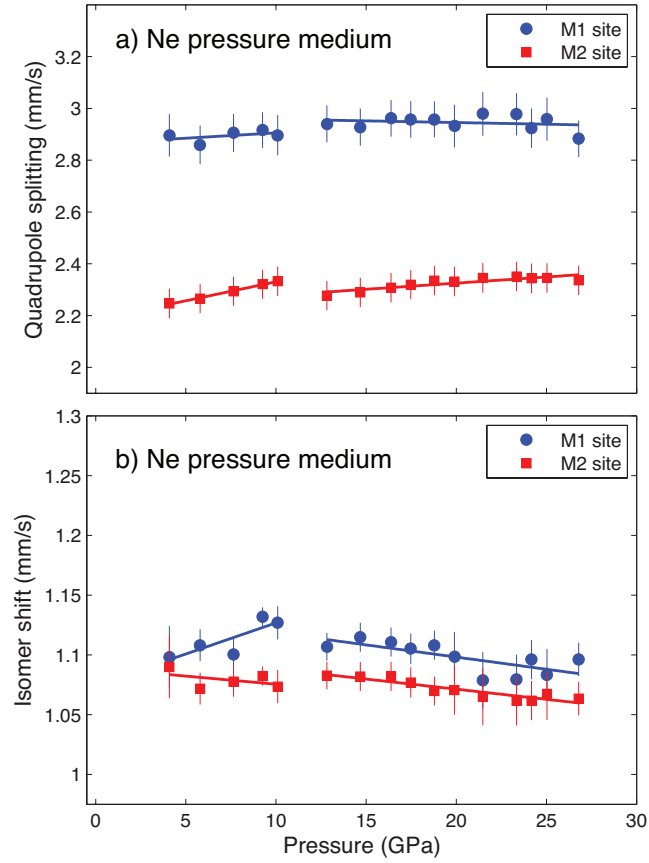 a) Ne pressure medium
M1 site
M2 site
Quadrupole splitting (mm/s)
3.2
3
2.8
2.6
2.4
2.2
2
b) Ne pressure medium
M1 site
M2 site
Isomer shift (mm/s)
1.3
1.25
1.2
1.15
1.1
1.05
1
0
5
10
15
20
25
30
Pressure (GPa)